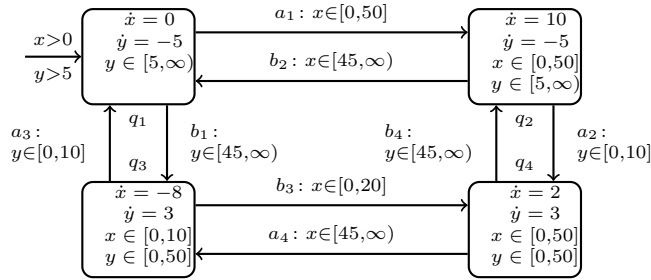 x>0
y>5
ẋ = 0
ẏ = −5
y ∈ [5,∞)
q₁
a₁ : x∈[0,50]
b₂ : x∈[45,∞)
ẋ = 10
ẏ = −5
x ∈ [0,50]
y ∈ [5,∞)
q₂
a₃ :
y∈[0,10]
b₁ :
y∈[45,∞)
b₄ :
y∈[45,∞)
a₂ :
y∈[0,10]
q₃
ẋ = −8
ẏ = 3
x ∈ [0,10]
y ∈ [0,50]
b₃ : x∈[0,20]
a₄ : x∈[45,∞)
q₄
ẋ = 2
ẏ = 3
x ∈ [0,50]
y ∈ [0,50]